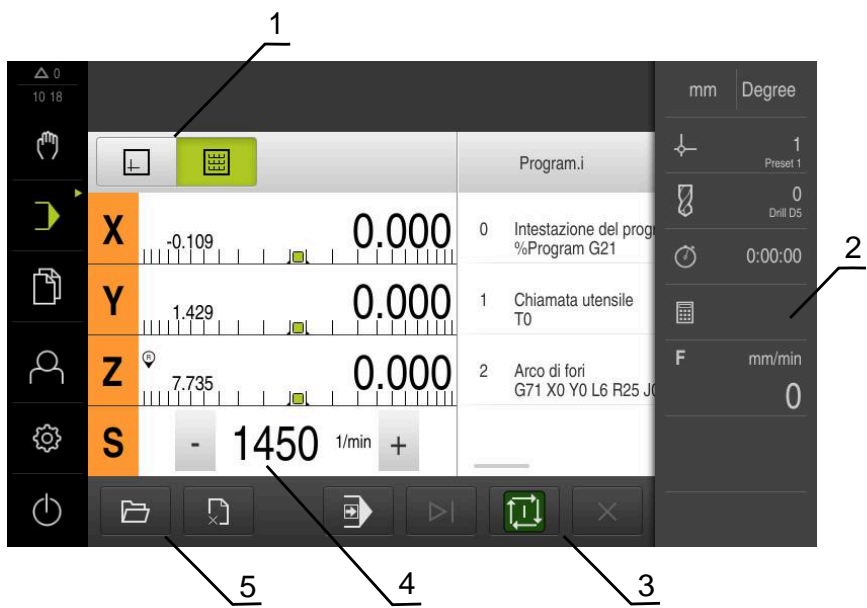 1
0
10 18
mm Degree
1
Preset 1
Program.i
0
Drill D5
X -0.109 0.000
0 Intestazione del progr
%Program G21
0:00:00
2
Y 1.429 0.000
1 Chiamata utensile
T0
Z R 7.735 0.000
2 Arco di fori
G71 X0 Y0 L6 R25 J0
F mm/min
0
S - 1450 1/min +
5
4
3